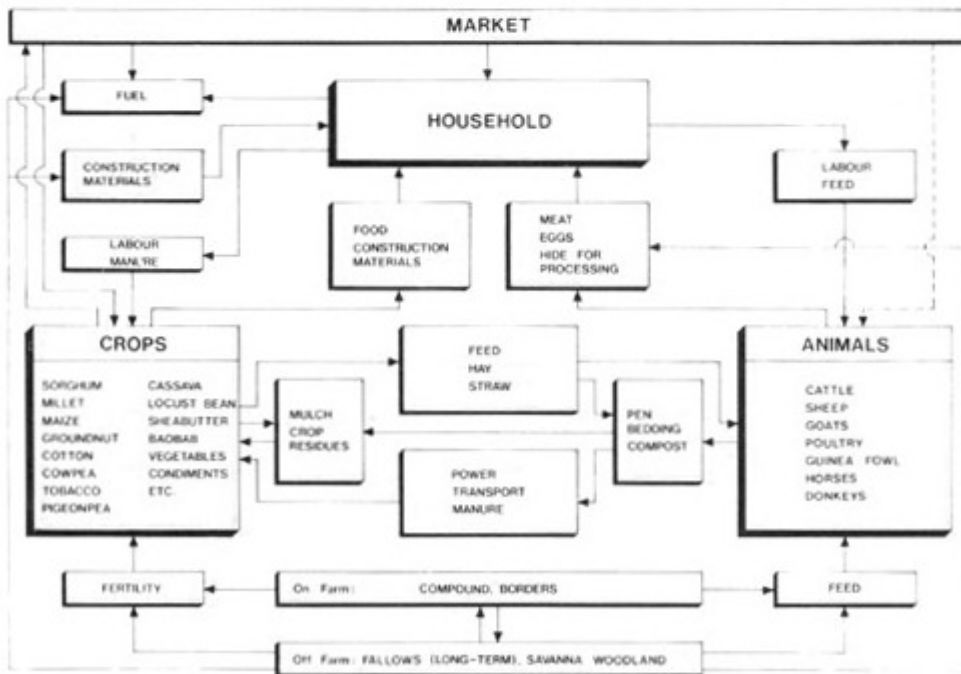 MARKET
FUEL
HOUSEHOLD
CONSTRUCTION
MATERIALS
LABOUR
FEED
FOOD
CONSTRUCTION
MATERIALS
MEAT
EGGS
HIDE FOR
PROCESSING
LABOUR
MANL'RE
CROPS
SORGHUM
MILLET
MAIZE
GROUNDNUT
COTTON
COWPEA
TOBACCO
PIGEONPEA
CASSAVA
LOCUST BEAN
SHEABUTTER
BAOBAB
VEGETABLES
CONDIMENTS
ETC.
MULCH
CROP
RESIDUES
FEED
HAY
STRAW
POWER
TRANSPORT
MANURE
PEN
BEDDING
COMPOST
ANIMALS
CATTLE
SHEEP
GOATS
POULTRY
GUINEA FOWL
HORSES
DONKEYS
FERTILITY
On Farm: COMPOUND, BORDERS
FEED
Off Farm: FALLOWS (LONG-TERM), SAVANNA WOODLAND